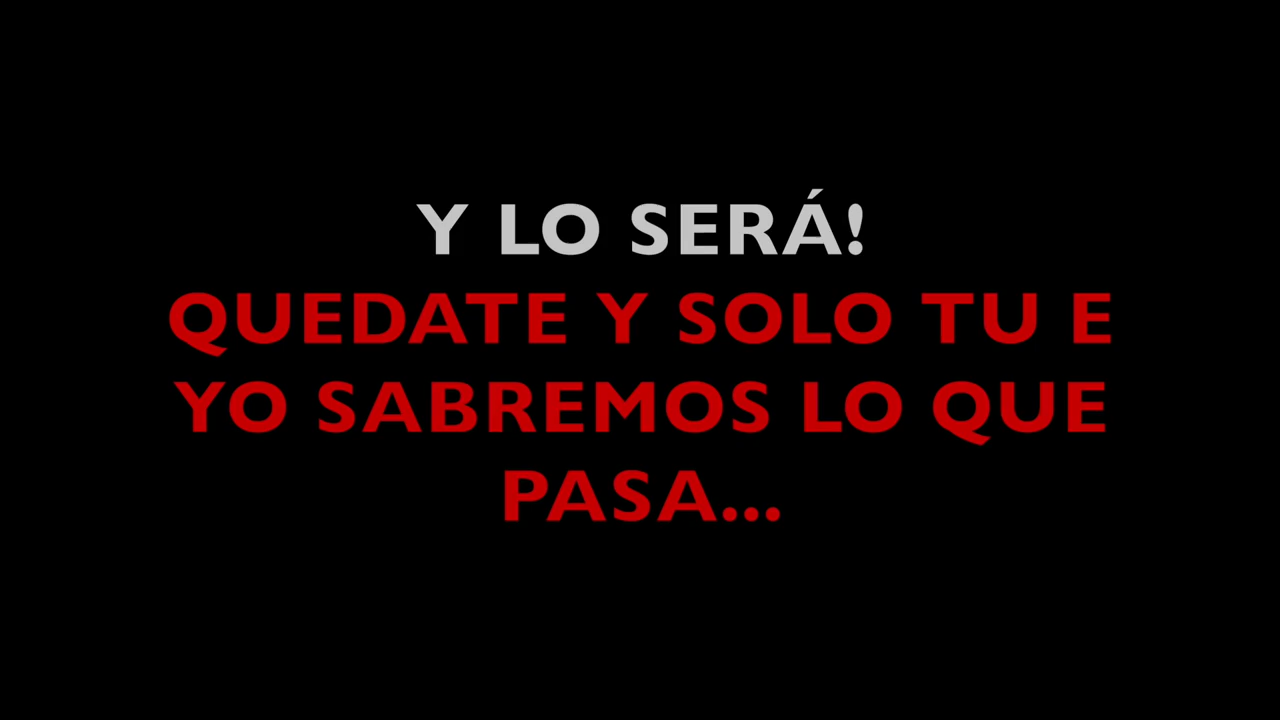 Y LO SERÁ!
QUEDATE Y SOLO TU E
YO SABREMOS LO QUE
PASA...